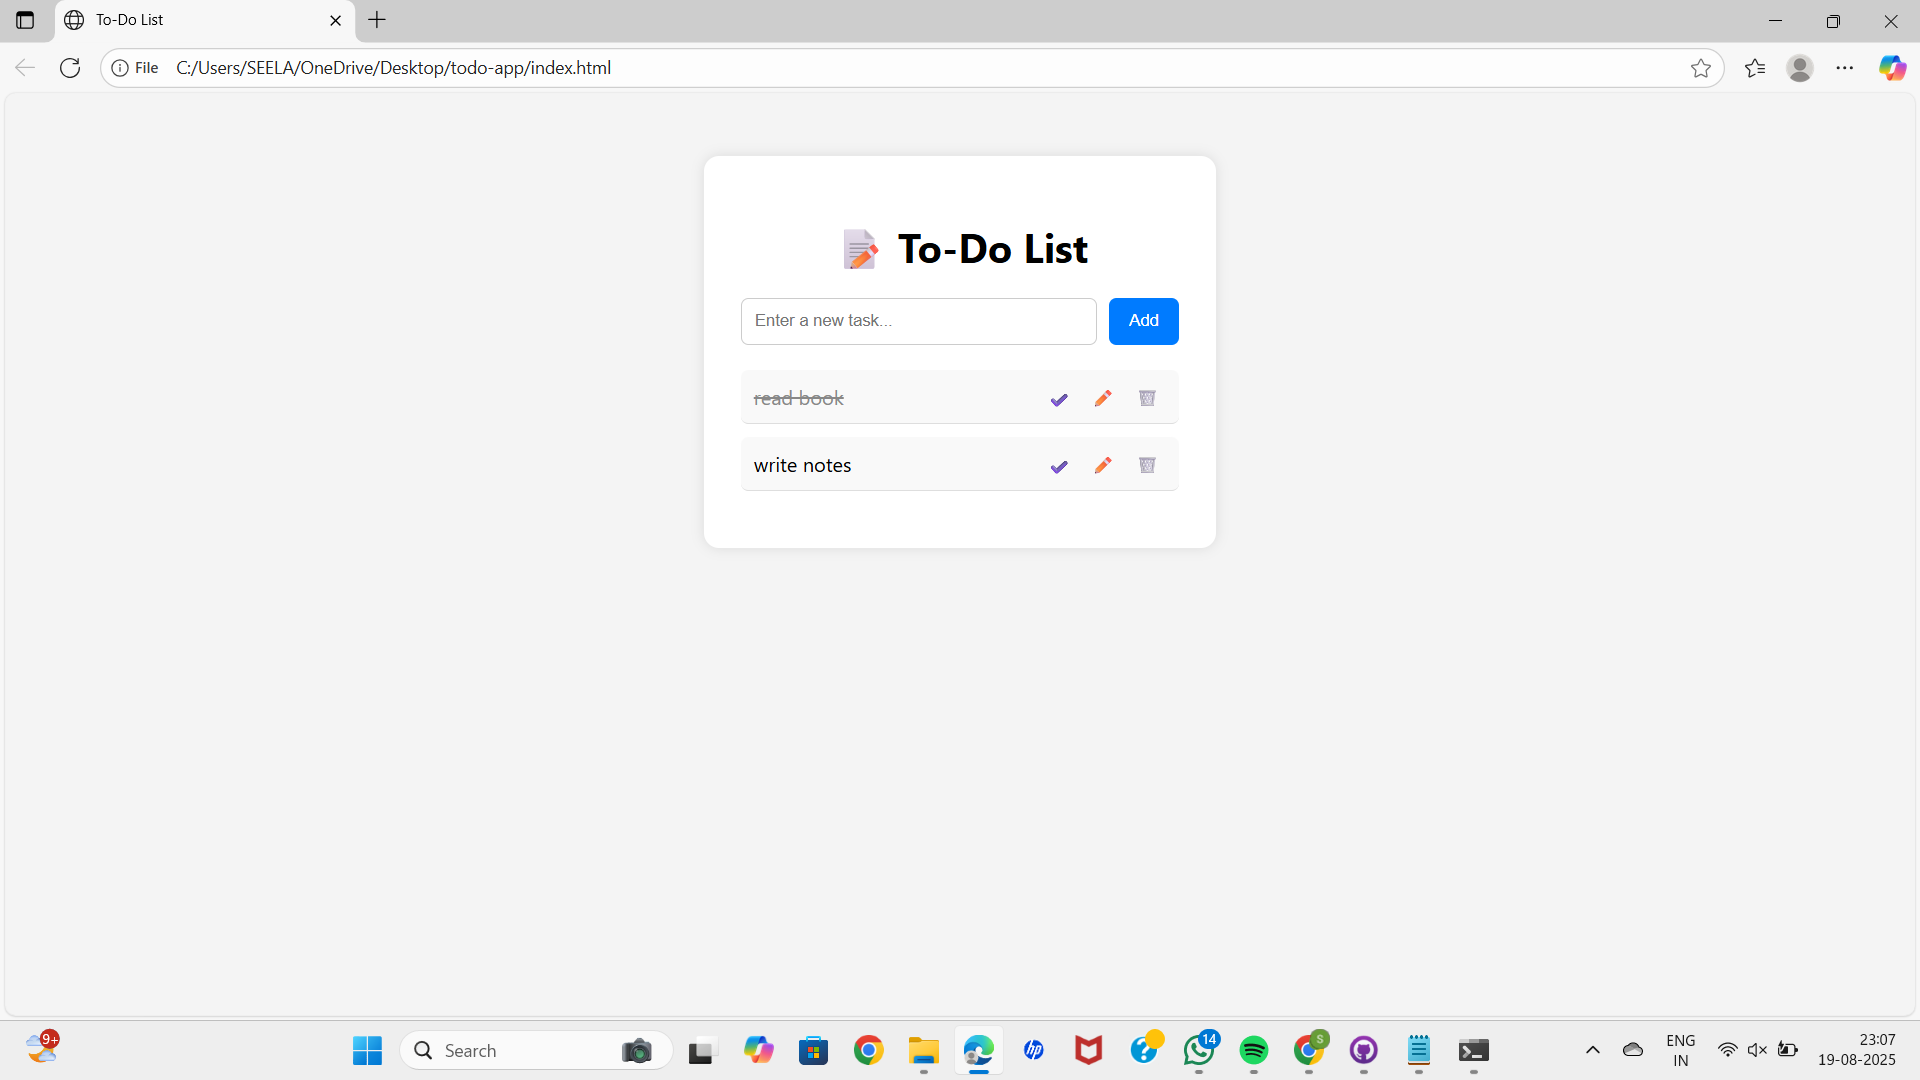 To-Do List
File C:/Users/SEELA/OneDrive/Desktop/todo-app/index.html
To-Do List
Enter a new task...
Add
read book
write notes
9+
Search
hp
14
S
ENG
IN
23:07
19-08-2025